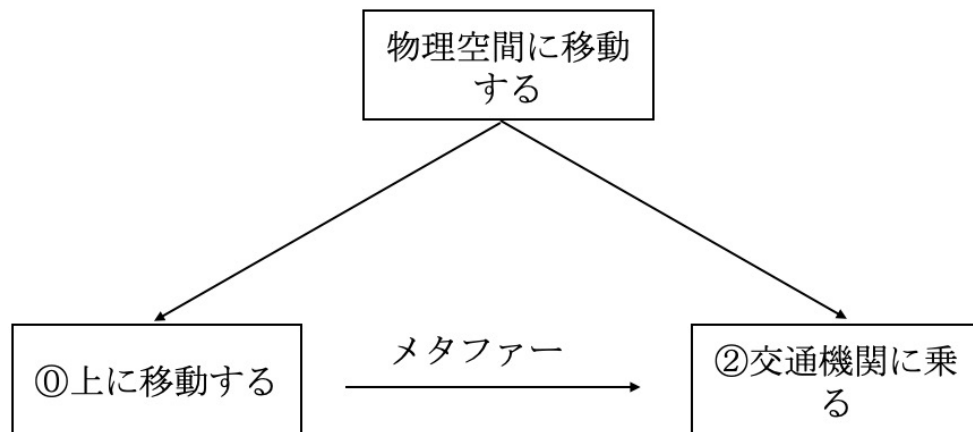 物理空間に移動
する
メタファー
⓪上に移動する
②交通機関に乗
る